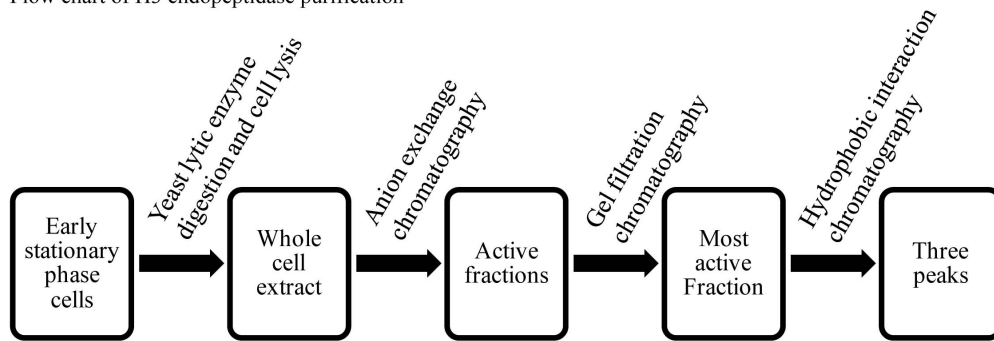 Flow chart of H3 endopeptidase purification
Yeast lytic enzyme
digestion and cell lysis
Anion exchange
chromatography
Gel filtration
chromatography
Hydrophobic interaction
chromatography
Early
stationary
phase
cells
Whole
cell
extract
Active
fractions
Most
active
Fraction
Three
peaks